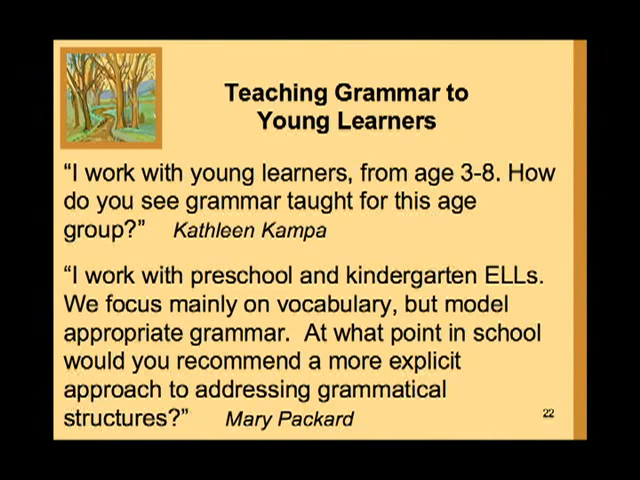 Teaching Grammar to
Young Learners
“I work with young learners, from age 3-8. How
do you see grammar taught for this age
group?” Kathleen Kampa
“I work with preschool and kindergarten ELLs.
We focus mainly on vocabulary, but model
appropriate grammar. At what point in school
would you recommend a more explicit
approach to addressing grammatical
structures?” Mary Packard
22